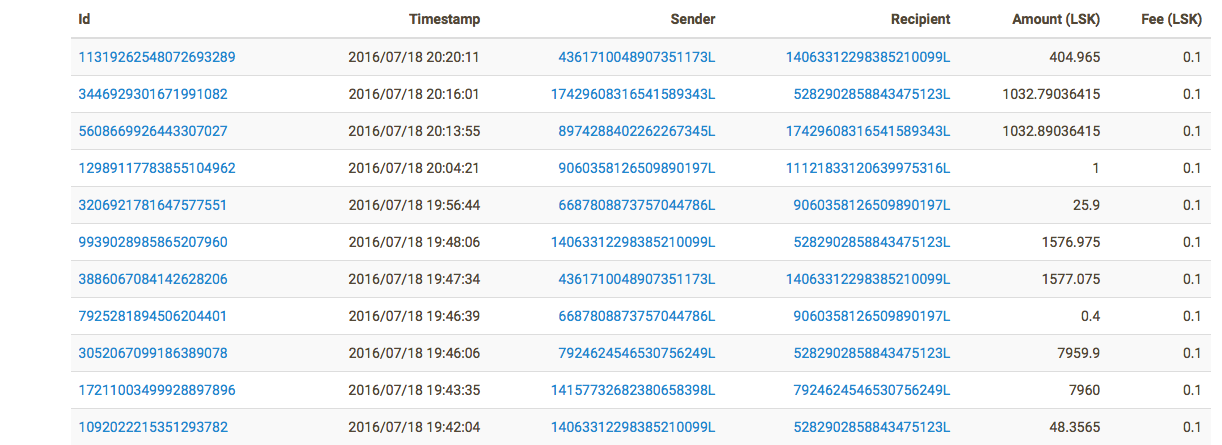 Id Timestamp Sender Recipient Amount (LSK) Fee (LSK)
11319262548072693289 2016/07/18 20:20:11 4361710048907351173L 14063312298385210099L 404.965 0.1
3446929301671991082 2016/07/18 20:16:01 17429608316541589343L 5282902858843475123L 1032.79036415 0.1
5608669926443307027 2016/07/18 20:13:55 8974288402262267345L 17429608316541589343L 1032.89036415 0.1
12989117783855104962 2016/07/18 20:04:21 9060358126509890197L 11121833120639975316L 1 0.1
3206921781647577551 2016/07/18 19:56:44 6687808873757044786L 9060358126509890197L 25.9 0.1
9939028985865207960 2016/07/18 19:48:06 14063312298385210099L 5282902858843475123L 1576.975 0.1
3886067084142628206 2016/07/18 19:47:34 4361710048907351173L 14063312298385210099L 1577.075 0.1
7925281894506204401 2016/07/18 19:46:39 6687808873757044786L 9060358126509890197L 0.4 0.1
3052067099186389078 2016/07/18 19:46:06 7924624546530756249L 5282902858843475123L 7959.9 0.1
17211003499928897896 2016/07/18 19:43:35 14157732682380658398L 7924624546530756249L 7960 0.1
1092022215351293782 2016/07/18 19:42:04 14063312298385210099L 5282902858843475123L 48.3565 0.1